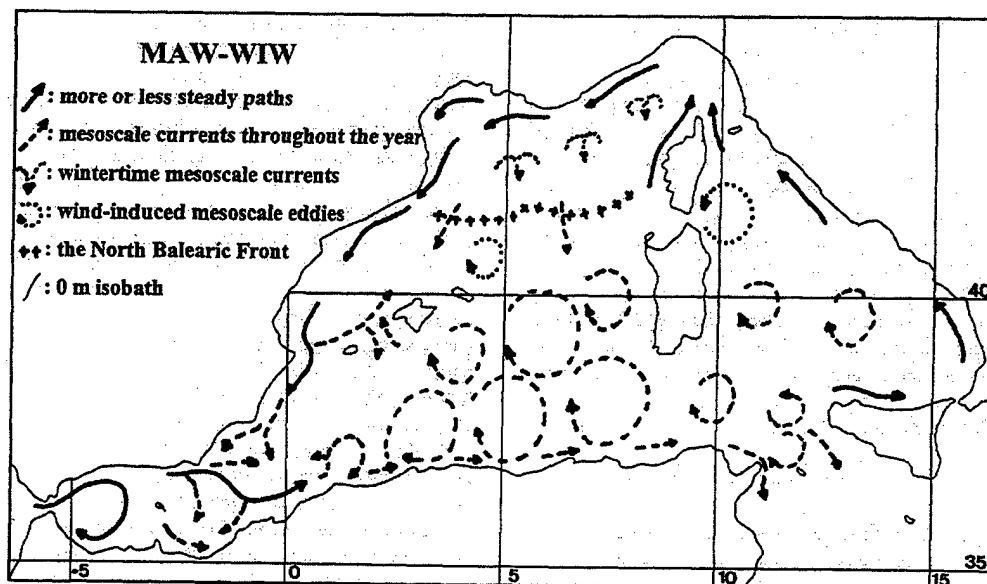 MAW-WIW
: more or less steady paths
: mesoscale currents throughout the year
: wintertime mesoscale currents
: wind-induced mesoscale eddies
++: the North Balearic Front
: 0 m isobath
40
35
-5 0 5 10 15